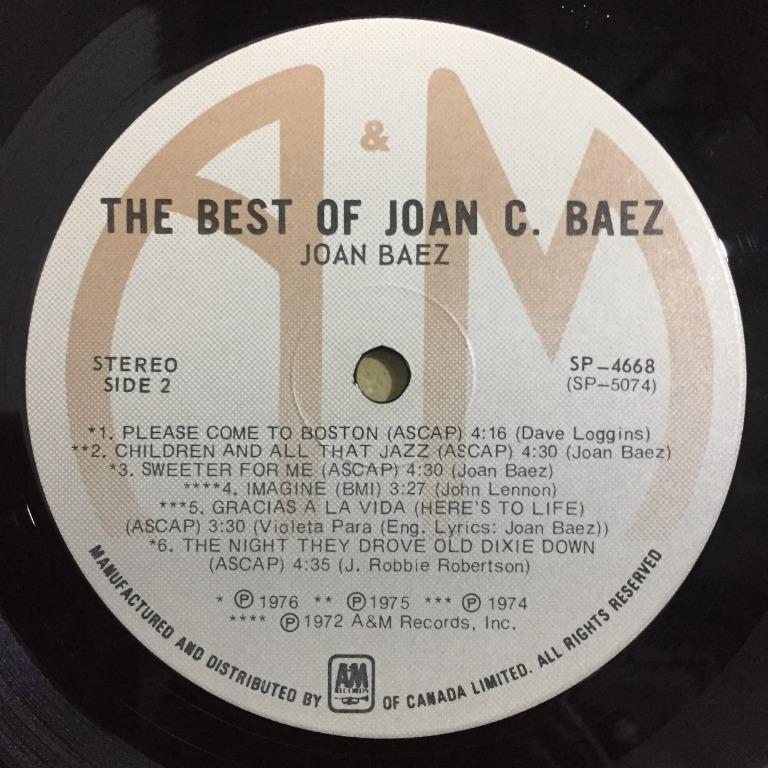 A & M
THE BEST OF JOAN C. BAEZ
JOAN BAEZ
STEREO
SIDE 2
SP-4668
(SP-5074)
*1. PLEASE COME TO BOSTON (ASCAP) 4:16 (Dave Loggins)
**2. CHILDREN AND ALL THAT JAZZ (ASCAP) 4:30 (Joan Baez)
*3. SWEETER FOR ME (ASCAP) 4:30 (Joan Baez)
****4. IMAGINE (BMI) 3:27 (John Lennon)
***5. GRACIAS A LA VIDA (HERE'S TO LIFE)
(ASCAP) 3:30 (Violeta Para (Eng. Lyrics: Joan Baez))
*6. THE NIGHT THEY DROVE OLD DIXIE DOWN
(ASCAP) 4:35 (J. Robbie Robertson)
* ℗ 1976 ** ℗ 1975 *** ℗ 1974
**** ℗ 1972 A&M Records, Inc.
MANUFACTURED AND DISTRIBUTED BY A&M RECORDS OF CANADA LIMITED. ALL RIGHTS RESERVED